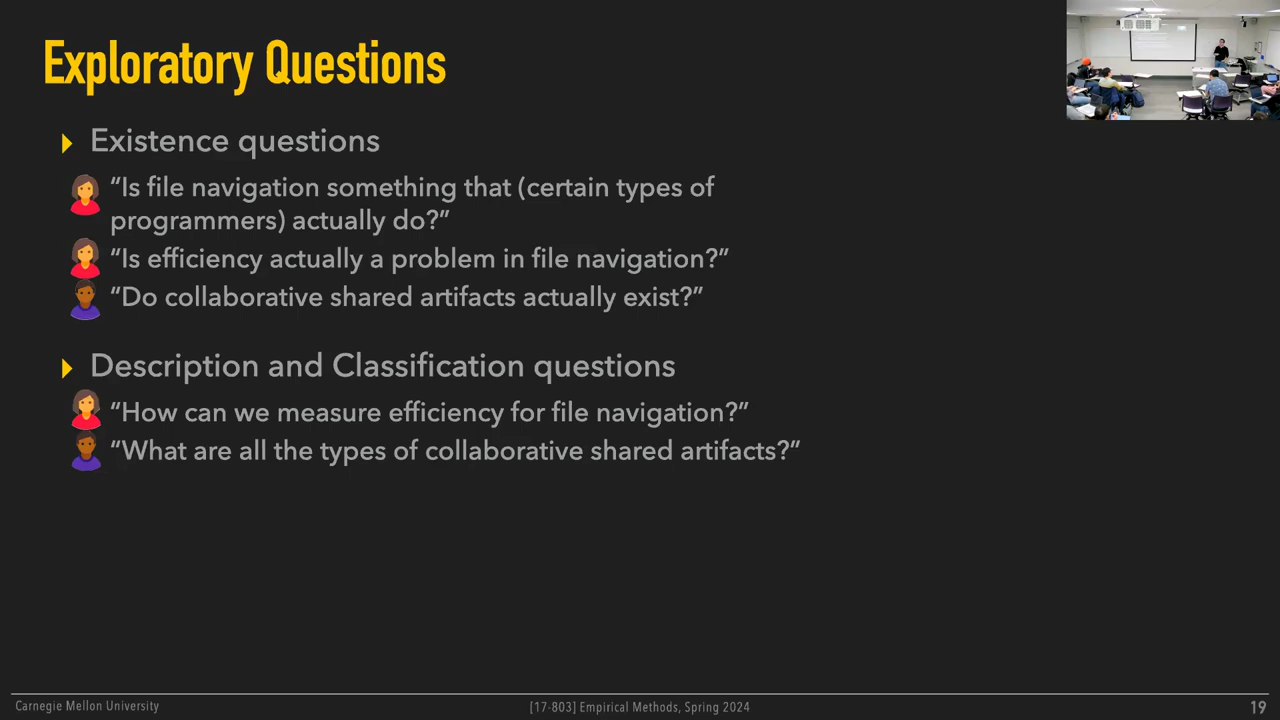 Exploratory Questions
Existence questions
“Is file navigation something that (certain types of
programmers) actually do?”
“Is efficiency actually a problem in file navigation?”
“Do collaborative shared artifacts actually exist?”
Description and Classification questions
“How can we measure efficiency for file navigation?”
“What are all the types of collaborative shared artifacts?”
Carnegie Mellon University
[17-803] Empirical Methods, Spring 2024
19